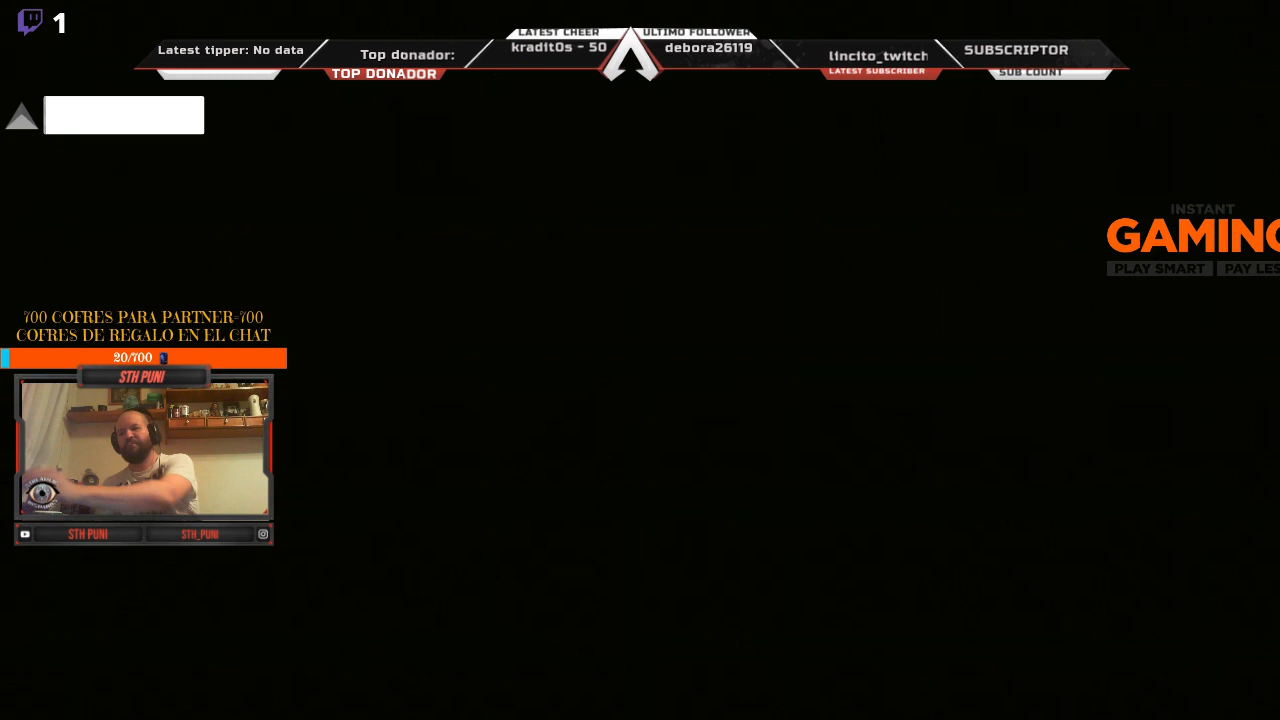 1
LATEST CHEER
ULTIMO FOLLOWER
Latest tipper: No data
Top donador:
kradit0s - 50
debora26119
lincito_twitch
SUBSCRIPTOR
TOP DONADOR
LATEST SUBSCRIBER
SUB COUNT
INSTANT
GAMING
PLAY SMART
PAY LES
700 COFRES PARA PARTNER=700
COFRES DE REGALO EN EL CHAT
20/700
STH PUNI
STH PUNI
STH_PUNI